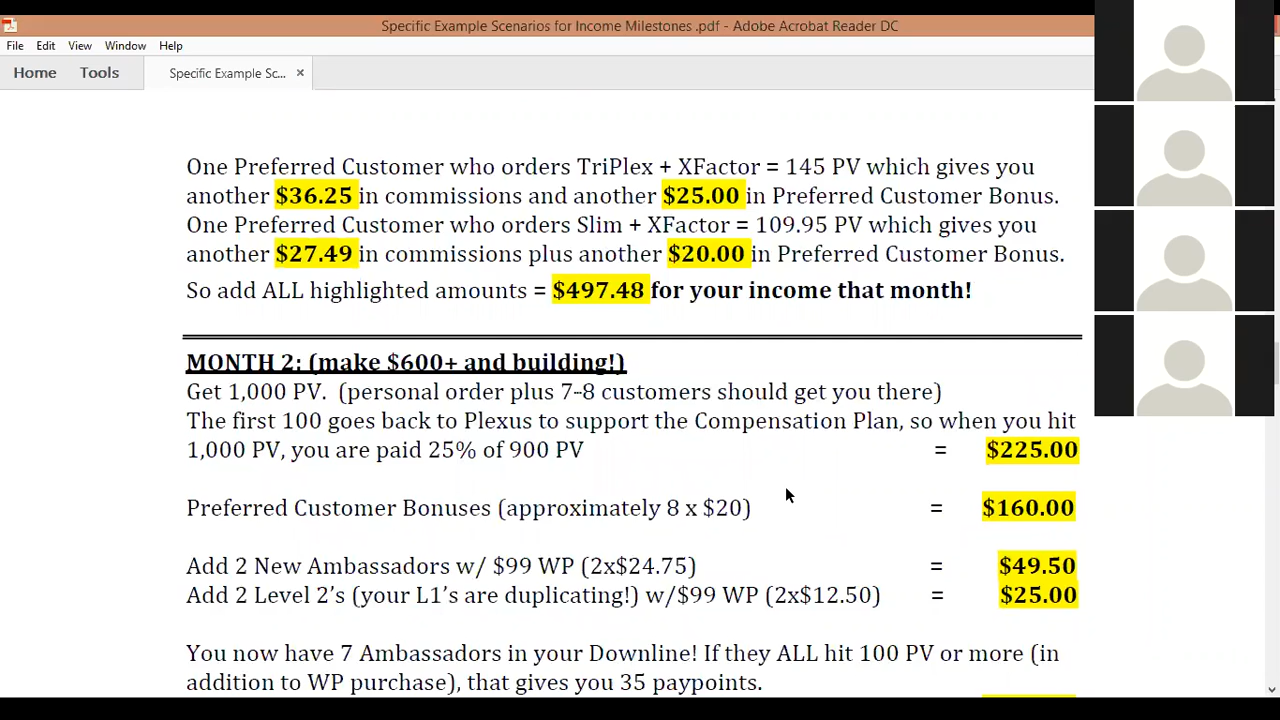 Specific Example Scenarios for Income Milestones .pdf - Adobe Acrobat Reader DC
File Edit View Window Help
Home Tools Specific Example Sc... ×
One Preferred Customer who orders TriPlex + XFactor = 145 PV which gives you
another $36.25 in commissions and another $25.00 in Preferred Customer Bonus.
One Preferred Customer who orders Slim + XFactor = 109.95 PV which gives you
another $27.49 in commissions plus another $20.00 in Preferred Customer Bonus.
So add ALL highlighted amounts = $497.48 for your income that month!
MONTH 2: (make $600+ and building!)
Get 1,000 PV. (personal order plus 7-8 customers should get you there)
The first 100 goes back to Plexus to support the Compensation Plan, so when you hit
1,000 PV, you are paid 25% of 900 PV = $225.00
Preferred Customer Bonuses (approximately 8 x $20) = $160.00
Add 2 New Ambassadors w/ $99 WP (2x$24.75) = $49.50
Add 2 Level 2's (your L1's are duplicating!) w/$99 WP (2x$12.50) = $25.00
You now have 7 Ambassadors in your Downline! If they ALL hit 100 PV or more (in
addition to WP purchase), that gives you 35 paypoints.